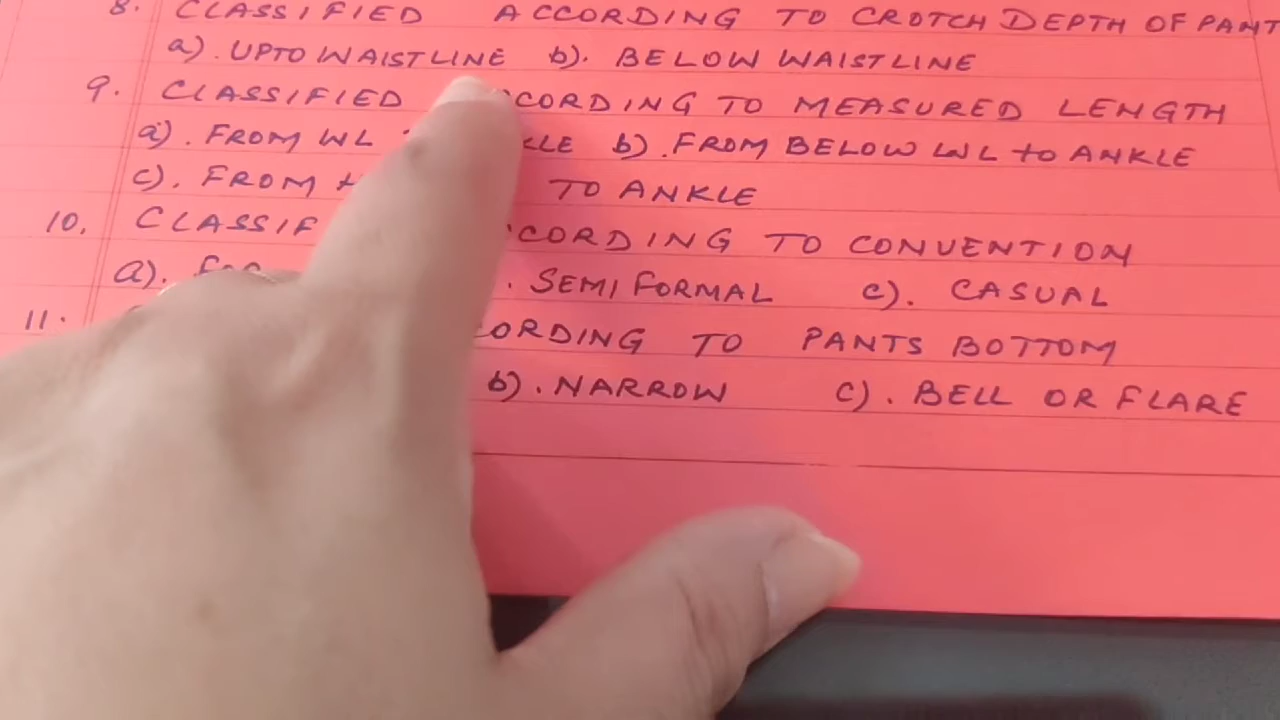 8. CLASSIFIED ACCORDING TO CROTCH DEPTH OF PANT
a). UPTO WAISTLINE b). BELOW WAISTLINE
9. CLASSIFIED CORDING TO MEASURED LENGTH
a). FROM WL KLE b). FROM BELOW WL to ANKLE
c). FROM TO ANKLE
10. CLASSIF CORDING TO CONVENTION
a). . SEMI FORMAL c). CASUAL
11. CORDING TO PANTS BOTTOM
b). NARROW c). BELL OR FLARE